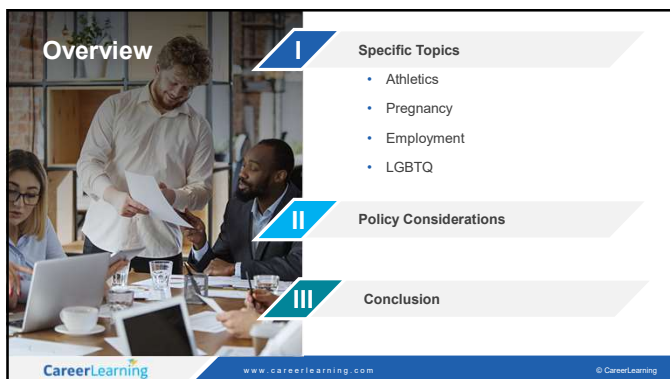 Overview
I
Specific Topics
• Athletics
• Pregnancy
• Employment
• LGBTQ
II
Policy Considerations
III
Conclusion
CareerLearning
www.careerlearning.com
© CareerLearning